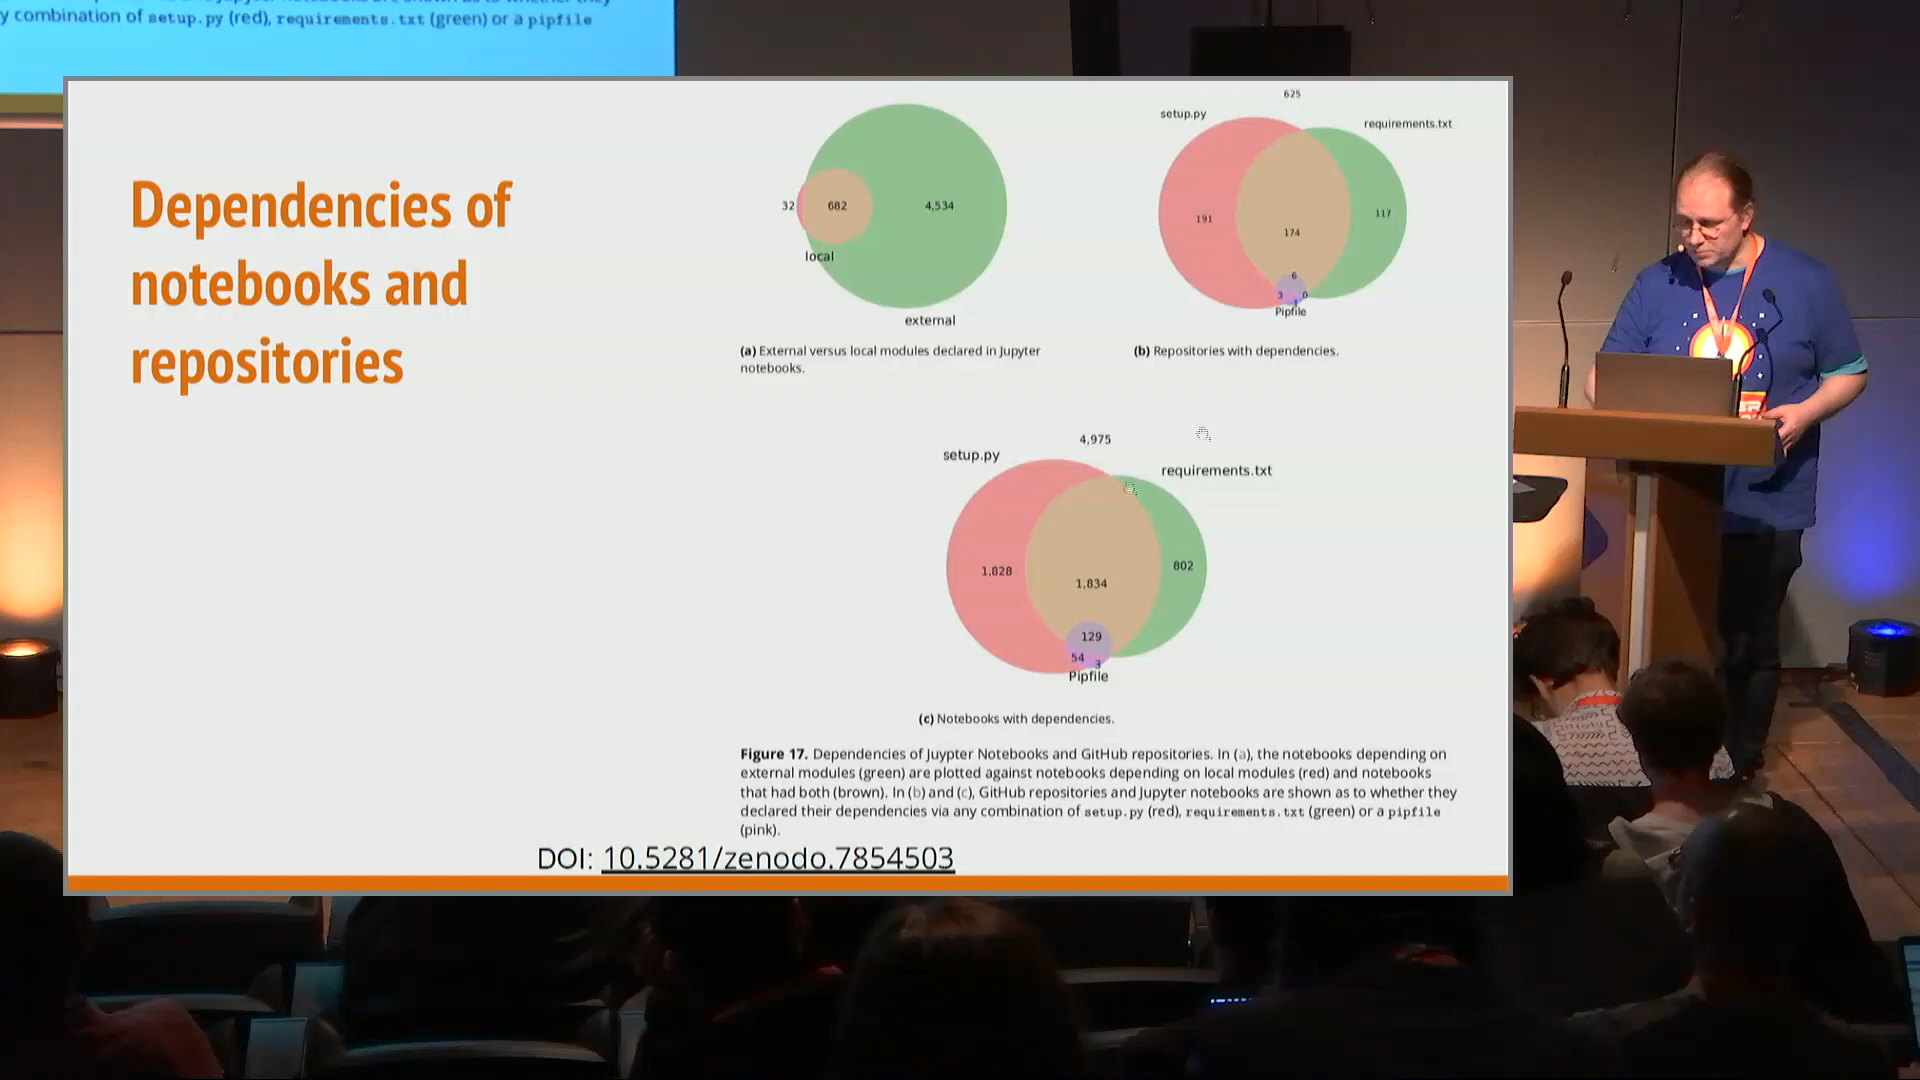 y combination of setup.py (red), requirements.txt (green) or a pipfile
Dependencies of
notebooks and
repositories
32
682
4,534
local
external
(a) External versus local modules declared in Jupyter
notebooks.
625
setup.py
requirements.txt
191
174
117
6
3
0
1
Pipfile
(b) Repositories with dependencies.
4,975
setup.py
requirements.txt
1,828
1,834
802
129
54
3
Pipfile
(c) Notebooks with dependencies.
Figure 17. Dependencies of Juypter Notebooks and GitHub repositories. In (a), the notebooks depending on
external modules (green) are plotted against notebooks depending on local modules (red) and notebooks
that had both (brown). In (b) and (c), GitHub repositories and Jupyter notebooks are shown as to whether they
declared their dependencies via any combination of setup.py (red), requirements.txt (green) or a pipfile
(pink).
DOI: 10.5281/zenodo.7854503